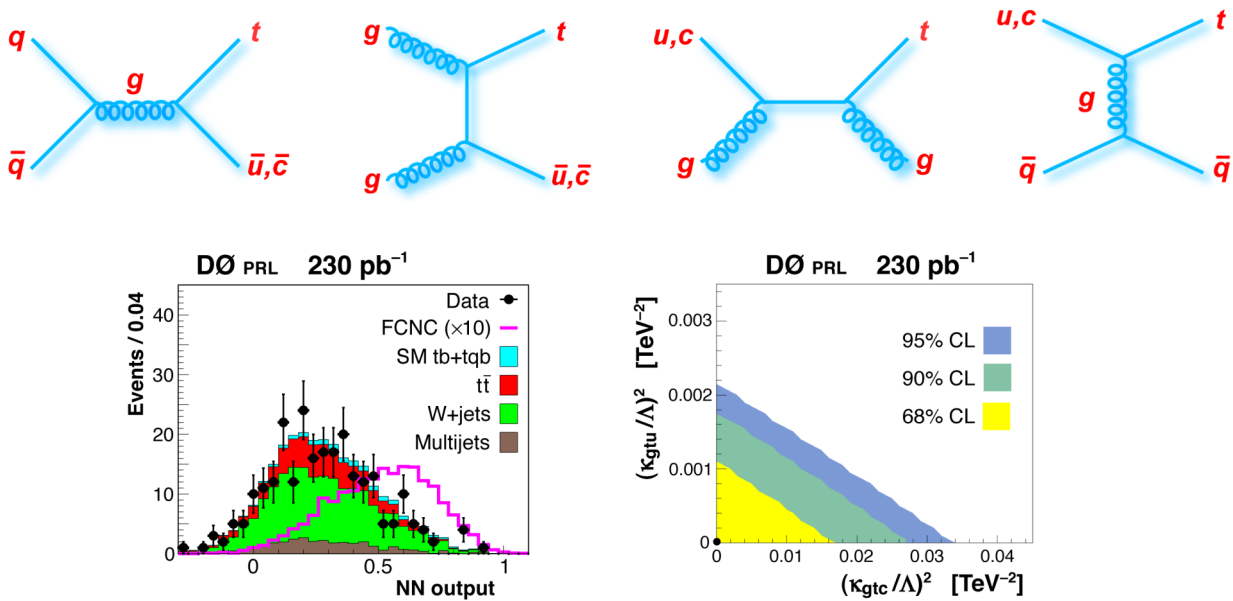 q
t
g
q̄
ū,c̄
g
t
g
ū,c̄
u,c
t
g
g
u,c
t
g
q̄
q̄
DØ PRL 230 pb⁻¹
Events / 0.04
40
30
20
10
0
Data
FCNC (×10)
SM tb+tqb
tt̄
W+jets
Multijets
0
0.5
1
NN output
DØ PRL 230 pb⁻¹
(κgtu/Λ)² [TeV⁻²]
0.003
0.002
0.001
0
95% CL
90% CL
68% CL
0
0.01
0.02
0.03
0.04
(κgtc/Λ)² [TeV⁻²]